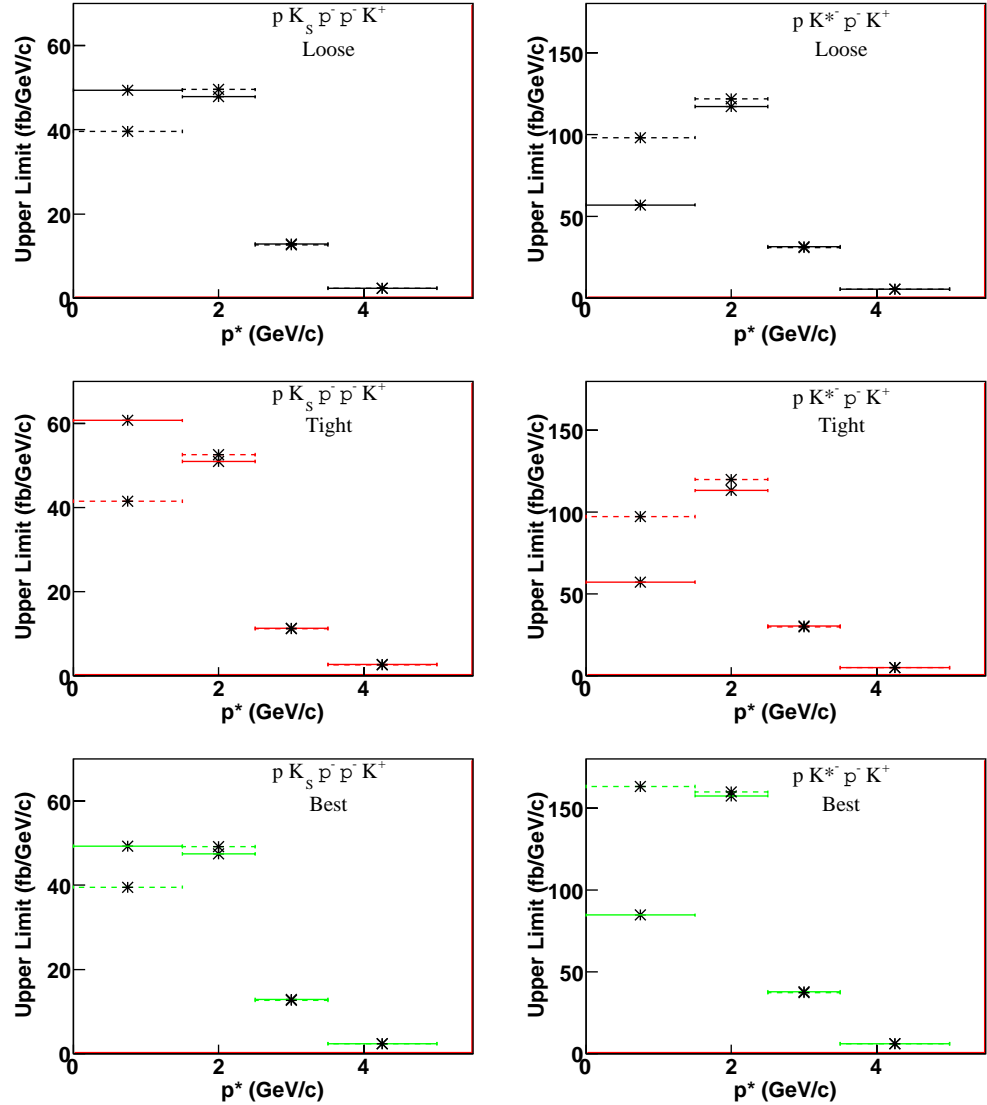 p K_S p⁻ p⁻ K⁺
Loose
Upper Limit (fb/GeV/c)
60
40
20
0
0 2 4
p* (GeV/c)
p K*⁻ p⁻ K⁺
Loose
Upper Limit (fb/GeV/c)
150
100
50
0
0 2 4
p* (GeV/c)
p K_S p⁻ p⁻ K⁺
Tight
Upper Limit (fb/GeV/c)
60
40
20
0
0 2 4
p* (GeV/c)
p K*⁻ p⁻ K⁺
Tight
Upper Limit (fb/GeV/c)
150
100
50
0
0 2 4
p* (GeV/c)
p K_S p⁻ p⁻ K⁺
Best
Upper Limit (fb/GeV/c)
60
40
20
0
0 2 4
p* (GeV/c)
p K*⁻ p⁻ K⁺
Best
Upper Limit (fb/GeV/c)
150
100
50
0
0 2 4
p* (GeV/c)